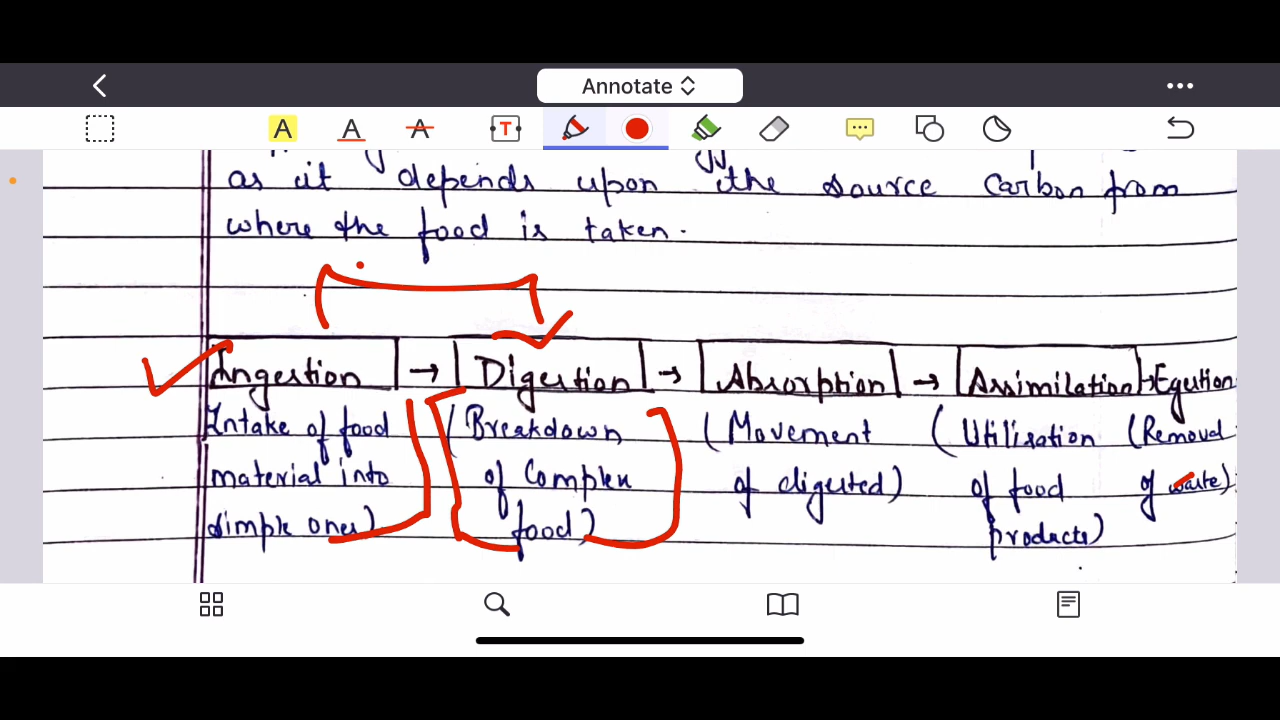 Annotate
A A A T
as it depends upon the source carbon from
where the food is taken.
Ingestion → Digestion → Absorption → Assimilation → Egestion
Intake of food (Breakdown (Movement (Utilisation (Removal
material into of Complex of digested) of food of waste)
simple ones) food) products)